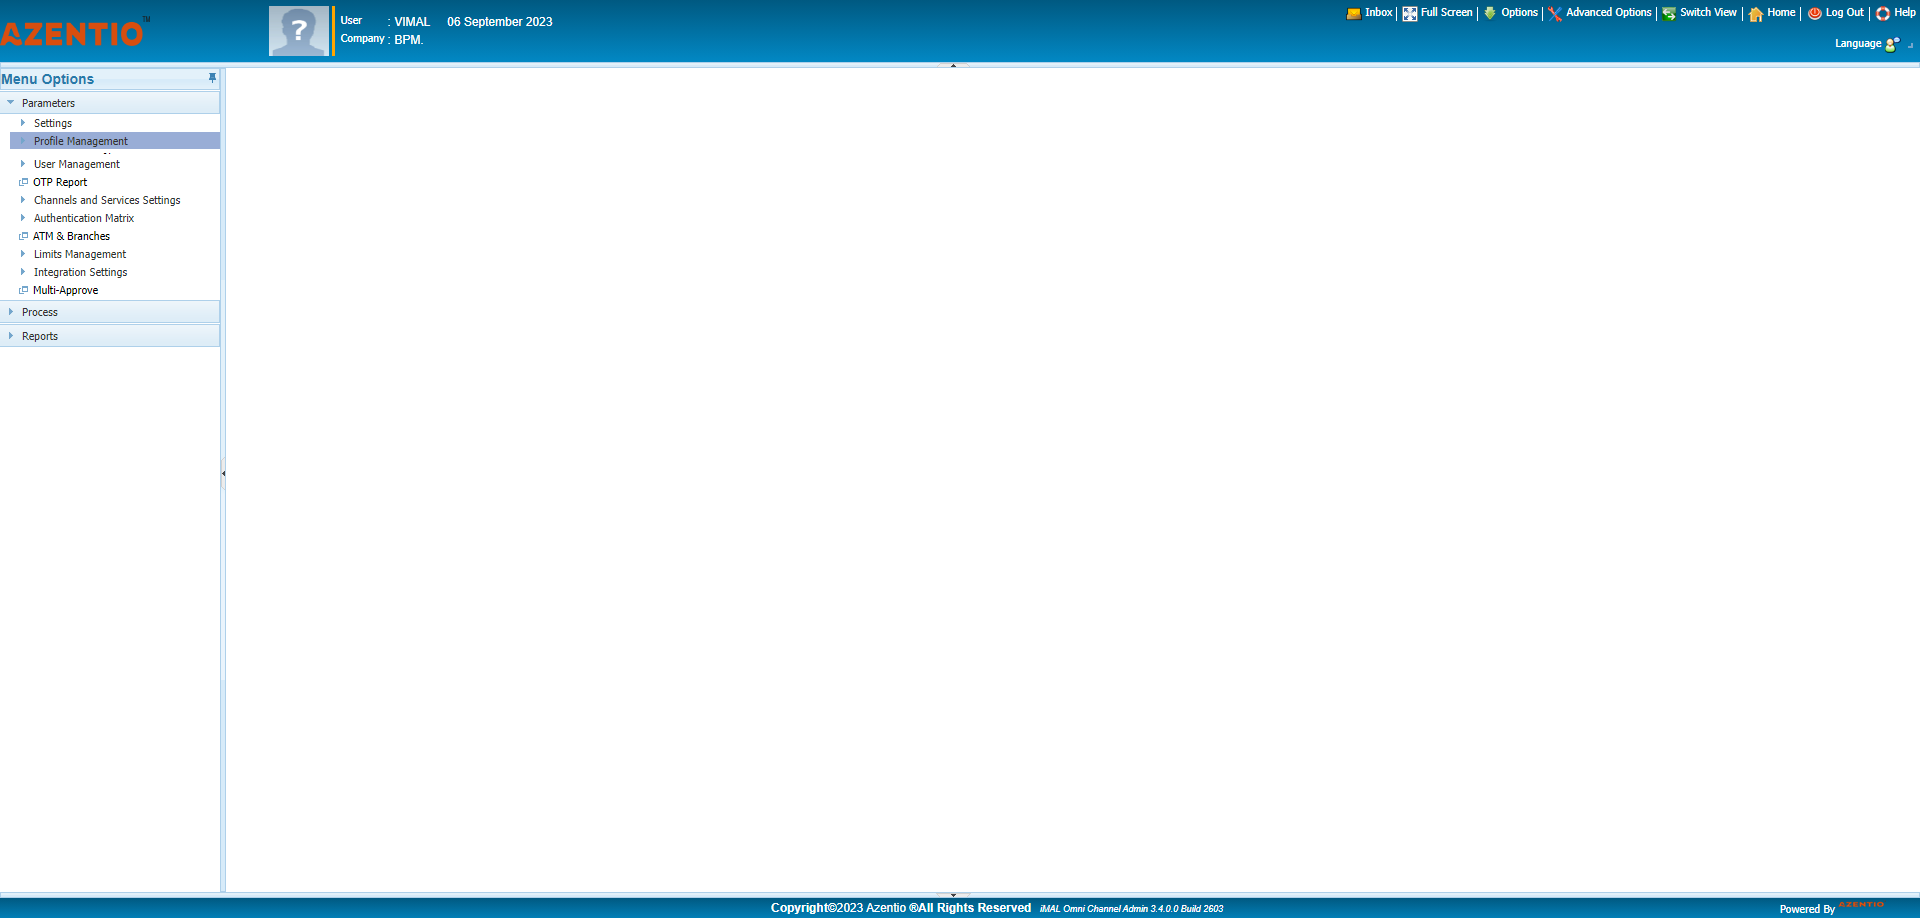 AZENTIO™
User : VIMAL 06 September 2023
Company : BPM.
Inbox Full Screen Options Advanced Options Switch View Home Log Out Help
Language
Menu Options
Parameters
Settings
Profile Management
User Management
OTP Report
Channels and Services Settings
Authentication Matrix
ATM & Branches
Limits Management
Integration Settings
Multi-Approve
Process
Reports
Copyright©2023 Azentio ®All Rights Reserved iMAL Omni Channel Admin 3.4.0.0 Build 2603
Powered By AZENTIO